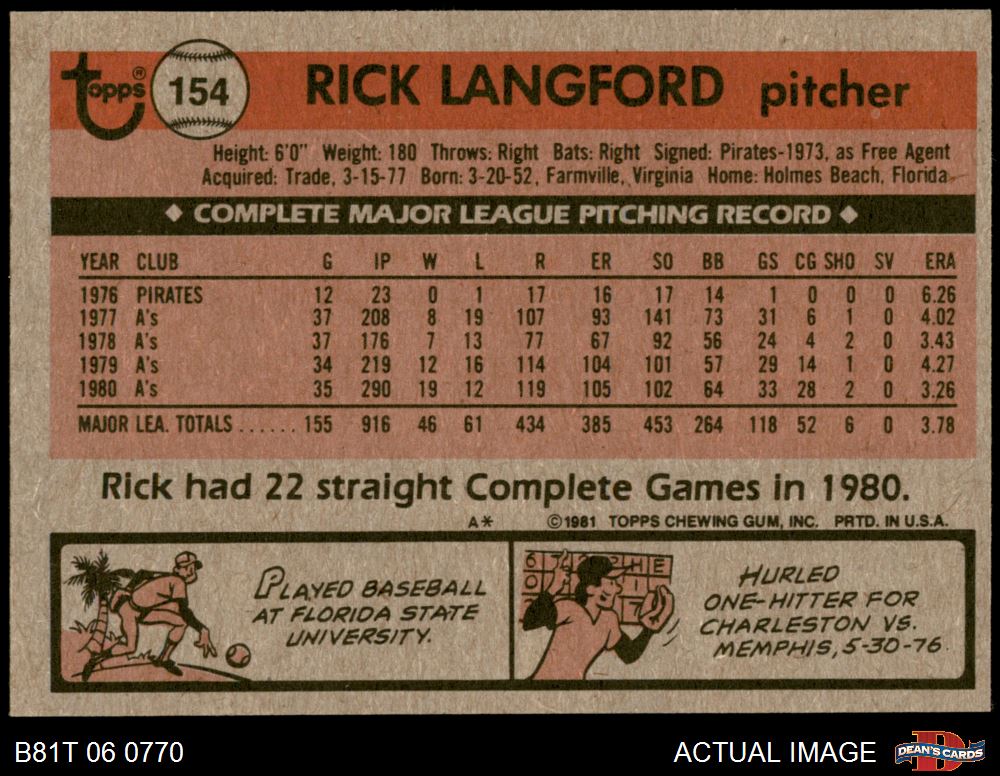 topps® 154 RICK LANGFORD pitcher
Height: 6'0" Weight: 180 Throws: Right Bats: Right Signed: Pirates-1973, as Free Agent
Acquired: Trade, 3-15-77 Born: 3-20-52, Farmville, Virginia Home: Holmes Beach, Florida
◆ COMPLETE MAJOR LEAGUE PITCHING RECORD ◆
YEAR CLUB G IP W L R ER SO BB GS CG SHO SV ERA
1976 PIRATES 12 23 0 1 17 16 17 14 1 0 0 0 6.26
1977 A's 37 208 8 19 107 93 141 73 31 6 1 0 4.02
1978 A's 37 176 7 13 77 67 92 56 24 4 2 0 3.43
1979 A's 34 219 12 16 114 104 101 57 29 14 1 0 4.27
1980 A's 35 290 19 12 119 105 102 64 33 28 2 0 3.26
MAJOR LEA. TOTALS ...... 155 916 46 61 434 385 453 264 118 52 6 0 3.78
Rick had 22 straight Complete Games in 1980.
A* ©1981 TOPPS CHEWING GUM, INC. PRTD. IN U.S.A.
PLAYED BASEBALL
AT FLORIDA STATE
UNIVERSITY.
HURLED
ONE-HITTER FOR
CHARLESTON VS.
MEMPHIS, 5-30-76.
B81T 06 0770 ACTUAL IMAGE DEAN'S CARDS